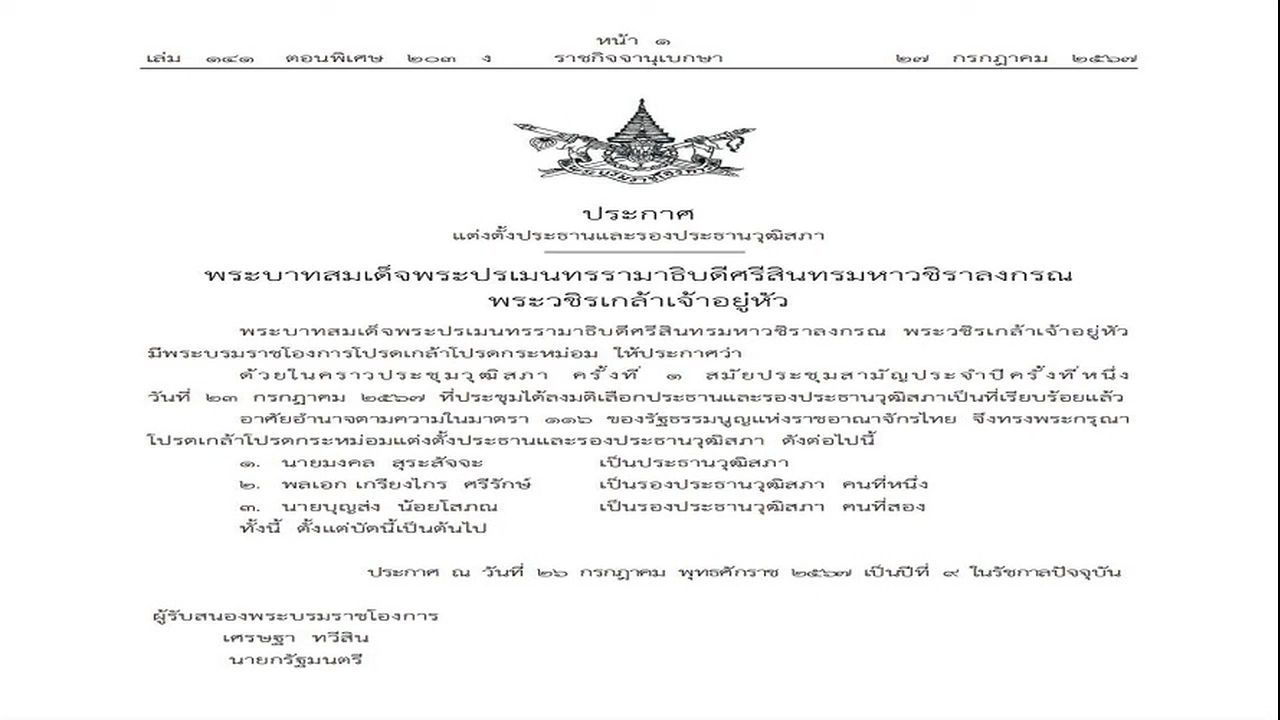 หน้า ๑
เล่ม ๑๔๑ ตอนพิเศษ ๒๐๓ ง ราชกิจจานุเบกษา ๒๗ กรกฎาคม ๒๕๖๗
ประกาศ
แต่งตั้งประธานและรองประธานวุฒิสภา
พระบาทสมเด็จพระปรเมนทรรามาธิบดีศรีสินทรมหาวชิราลงกรณ
พระวชิรเกล้าเจ้าอยู่หัว
พระบาทสมเด็จพระปรเมนทรรามาธิบดีศรีสินทรมหาวชิราลงกรณ พระวชิรเกล้าเจ้าอยู่หัว
มีพระบรมราชโองการโปรดเกล้าโปรดกระหม่อม ให้ประกาศว่า
ด้วยในคราวประชุมวุฒิสภา ครั้งที่ ๑ สมัยประชุมสามัญประจำปีครั้งที่หนึ่ง
วันที่ ๒๓ กรกฎาคม ๒๕๖๗ ที่ประชุมได้ลงมติเลือกประธานและรองประธานวุฒิสภาเป็นที่เรียบร้อยแล้ว
อาศัยอำนาจตามความในมาตรา ๑๑๖ ของรัฐธรรมนูญแห่งราชอาณาจักรไทย จึงทรงพระกรุณา
โปรดเกล้าโปรดกระหม่อมแต่งตั้งประธานและรองประธานวุฒิสภา ดังต่อไปนี้
๑. นายมงคล สุระสัจจะ เป็นประธานวุฒิสภา
๒. พลเอก เกรียงไกร ศรีรักษ์ เป็นรองประธานวุฒิสภา คนที่หนึ่ง
๓. นายบุญส่ง น้อยโสภณ เป็นรองประธานวุฒิสภา คนที่สอง
ทั้งนี้ ตั้งแต่บัดนี้เป็นต้นไป
ประกาศ ณ วันที่ ๒๖ กรกฎาคม พุทธศักราช ๒๕๖๗ เป็นปีที่ ๙ ในรัชกาลปัจจุบัน
ผู้รับสนองพระบรมราชโองการ
เศรษฐา ทวีสิน
นายกรัฐมนตรี